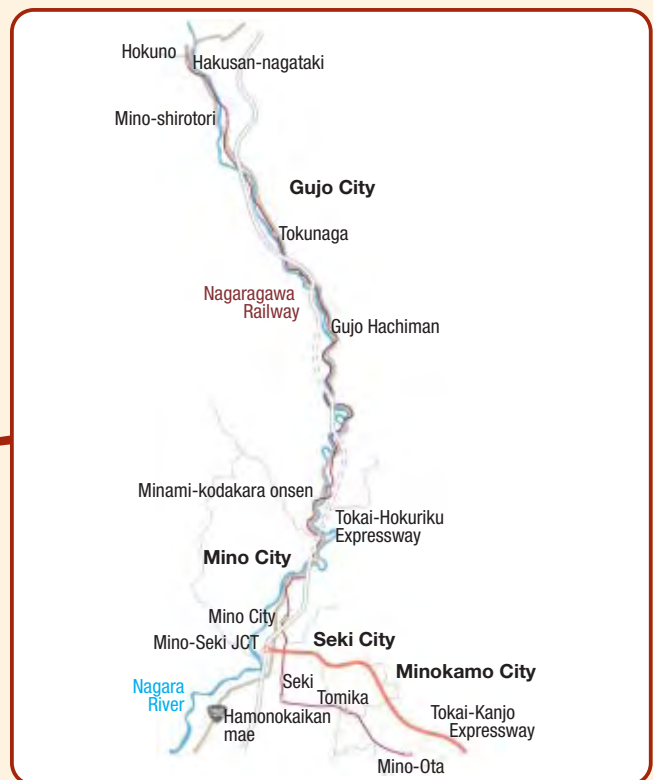 Hokuno
Hakusan-nagataki
Mino-shirotori
Gujo City
Tokunaga
Nagaragawa
Railway
Gujo Hachiman
Minami-kodakara onsen
Tokai-Hokuriku
Expressway
Mino City
Mino City
Mino-Seki JCT
Seki City
Minokamo City
Nagara
River
Seki
Tomika
Hamonokaikan
mae
Tokai-Kanjo
Expressway
Mino-Ota